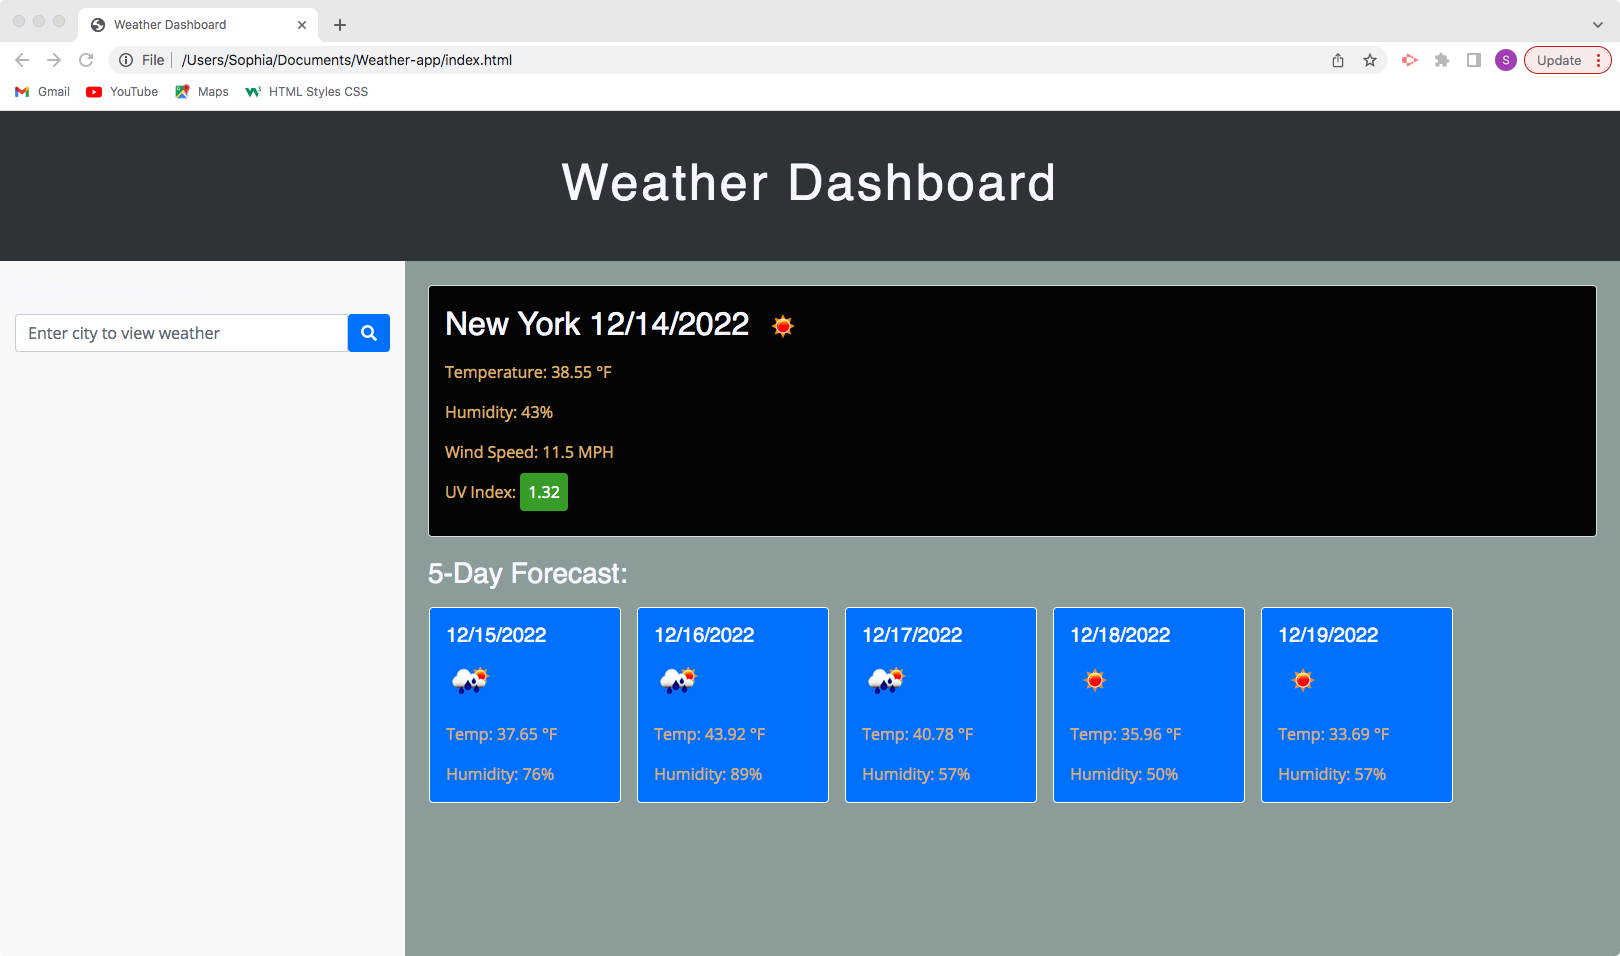 Weather Dashboard
File /Users/Sophia/Documents/Weather-app/index.html S Update
Gmail YouTube Maps HTML Styles CSS
Weather Dashboard
Enter city to view weather
New York 12/14/2022
Temperature: 38.55 °F
Humidity: 43%
Wind Speed: 11.5 MPH
UV Index: 1.32
5-Day Forecast:
12/15/2022
Temp: 37.65 °F
Humidity: 76%
12/16/2022
Temp: 43.92 °F
Humidity: 89%
12/17/2022
Temp: 40.78 °F
Humidity: 57%
12/18/2022
Temp: 35.96 °F
Humidity: 50%
12/19/2022
Temp: 33.69 °F
Humidity: 57%